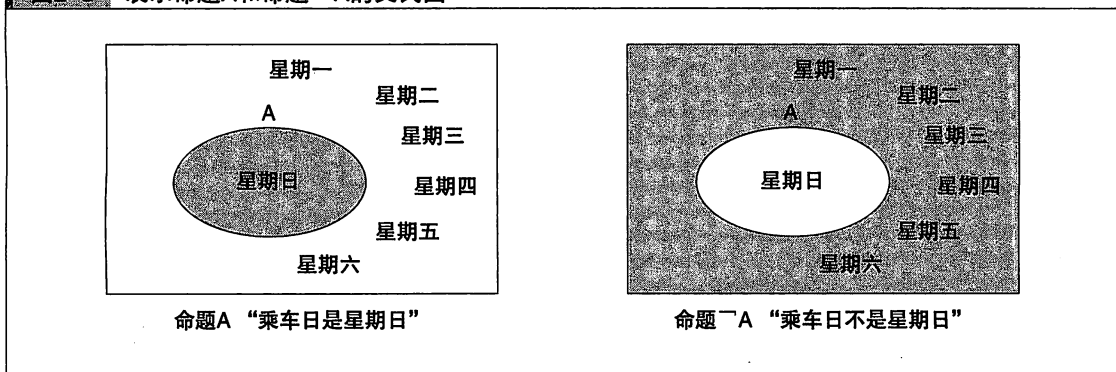 星期一
星期二
A
星期三
星期日
星期四
星期五
星期六
命题A “乘车日是星期日”
星期一
星期二
A
星期三
星期日
星期四
星期五
星期六
命题￢A “乘车日不是星期日”